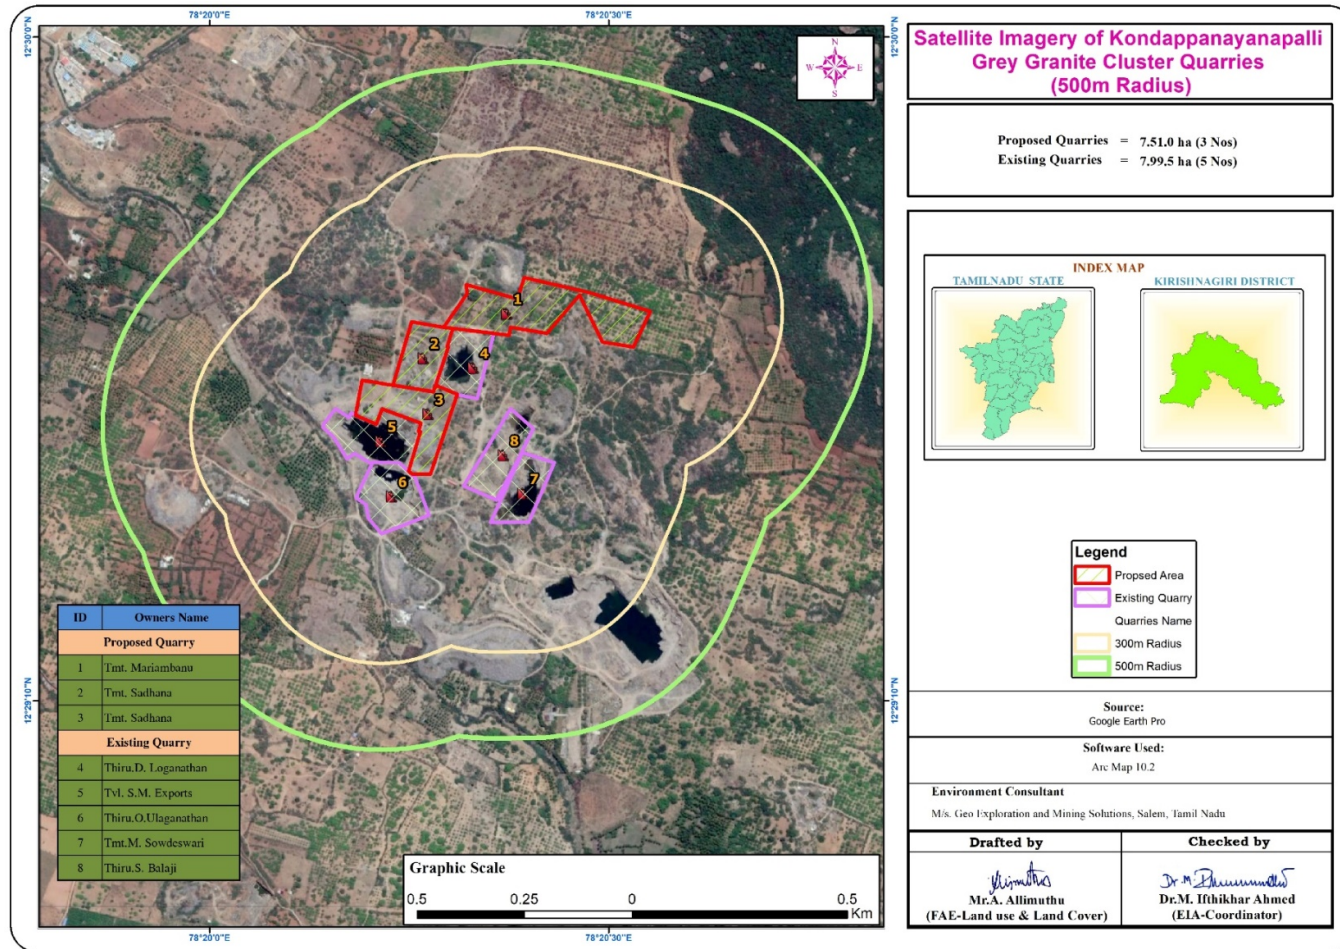 78°20'0"E
78°20'30"E
12°30'0"N
12°30'0"N
N
W E
S
1
2
4
3
5
8
6
7
12°29'10"N
12°29'10"N
ID Owners Name
Proposed Quarry
1 Tmt. Mariambanu
2 Tmt. Sadhana
3 Tmt. Sadhana
Existing Quarry
4 Thiru.D. Loganathan
5 Tvl. S.M. Exports
6 Thiru.O.Ulaganathan
7 Tmt.M. Sowdeswari
8 Thiru.S. Balaji
Graphic Scale
0.5 0.25 0 0.5
Km
78°20'0"E
78°20'30"E
Satellite Imagery of Kondappanayanapalli
Grey Granite Cluster Quarries
(500m Radius)
Proposed Quarries = 7.51.0 ha (3 Nos)
Existing Quarries = 7.99.5 ha (5 Nos)
INDEX MAP
TAMILNADU STATE
KIRISHNAGIRI DISTRICT
Legend
Propsed Area
Existing Quarry
Quarries Name
300m Radius
500m Radius
Source:
Google Earth Pro
Software Used:
Arc Map 10.2
Environment Consultant
M/s. Geo Exploration and Mining Solutions, Salem, Tamil Nadu
Drafted by
Mr.A. Allimuthu
(FAE-Land use & Land Cover)
Checked by
Dr.M. Ifthikhar Ahmed
(EIA-Coordinator)